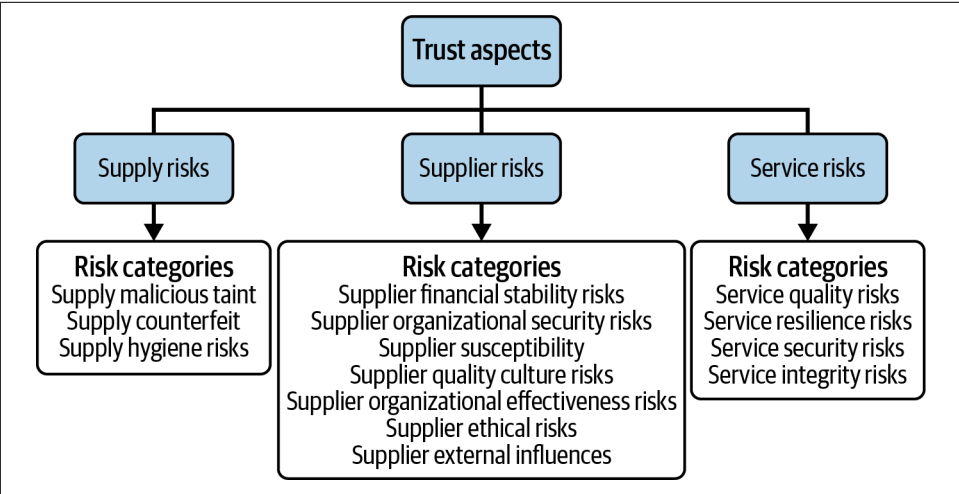 Trust aspects
Supply risks
Supplier risks
Service risks
Risk categories
Supply malicious taint
Supply counterfeit
Supply hygiene risks
Risk categories
Supplier financial stability risks
Supplier organizational security risks
Supplier susceptibility
Supplier quality culture risks
Supplier organizational effectiveness risks
Supplier ethical risks
Supplier external influences
Risk categories
Service quality risks
Service resilience risks
Service security risks
Service integrity risks